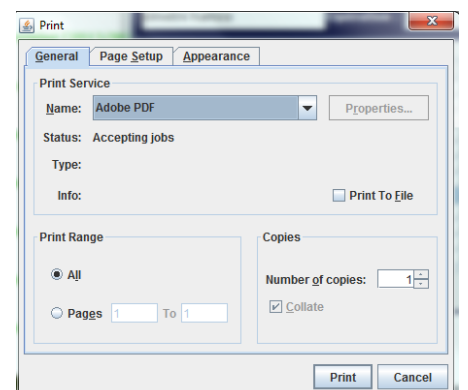 Print
General Page Setup Appearance
Print Service
Name: Adobe PDF Properties...
Status: Accepting jobs
Type:
Info: Print To File
Print Range Copies
All Number of copies: 1
Pages 1 To 1 Collate
Print Cancel